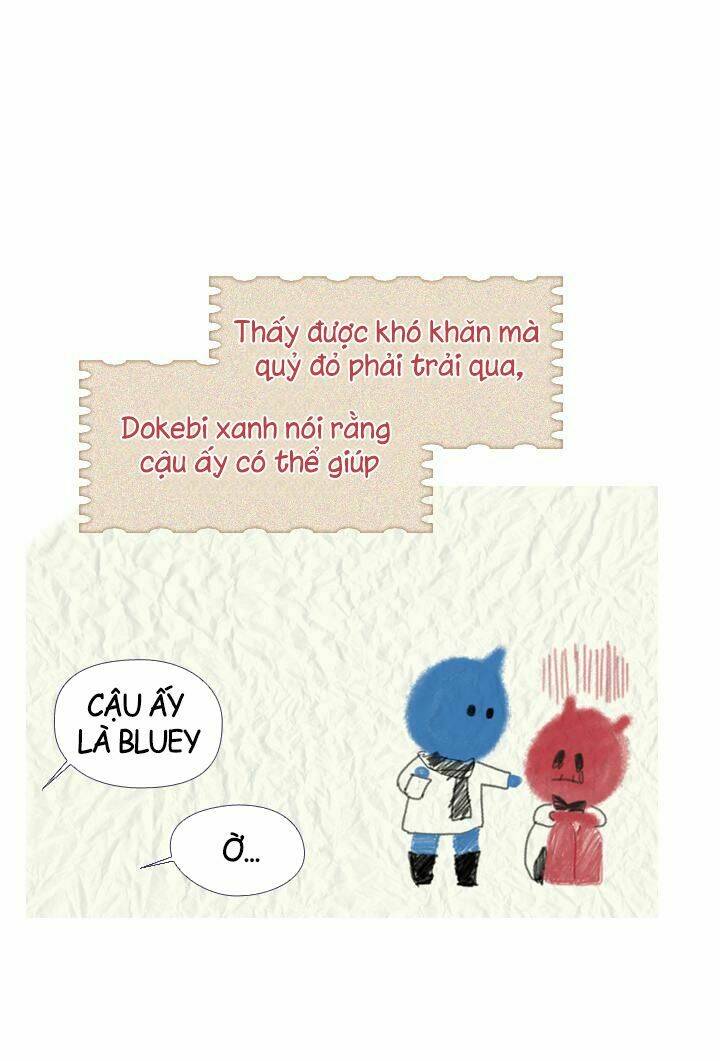 Thấy được khó khăn mà
quỷ đỏ phải trải qua,
Dokebi xanh nói rằng
cậu ấy có thể giúp
CẬU ẤY
LÀ BLUEY
Ờ...